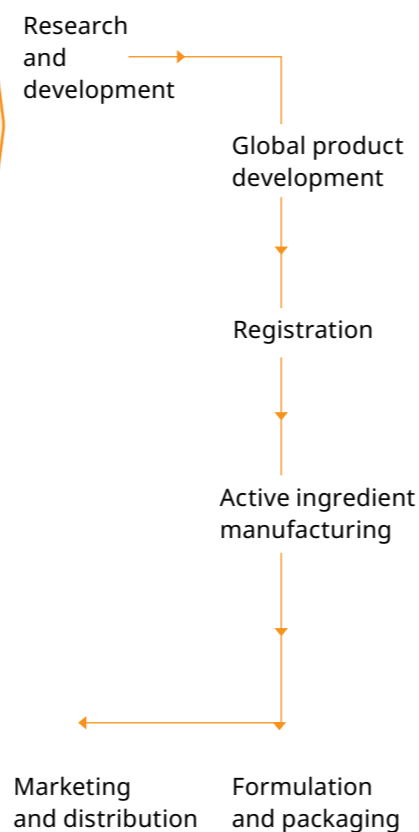 Research
and
development
Global product
development
Registration
Active ingredient
manufacturing
Marketing
and distribution
Formulation
and packaging